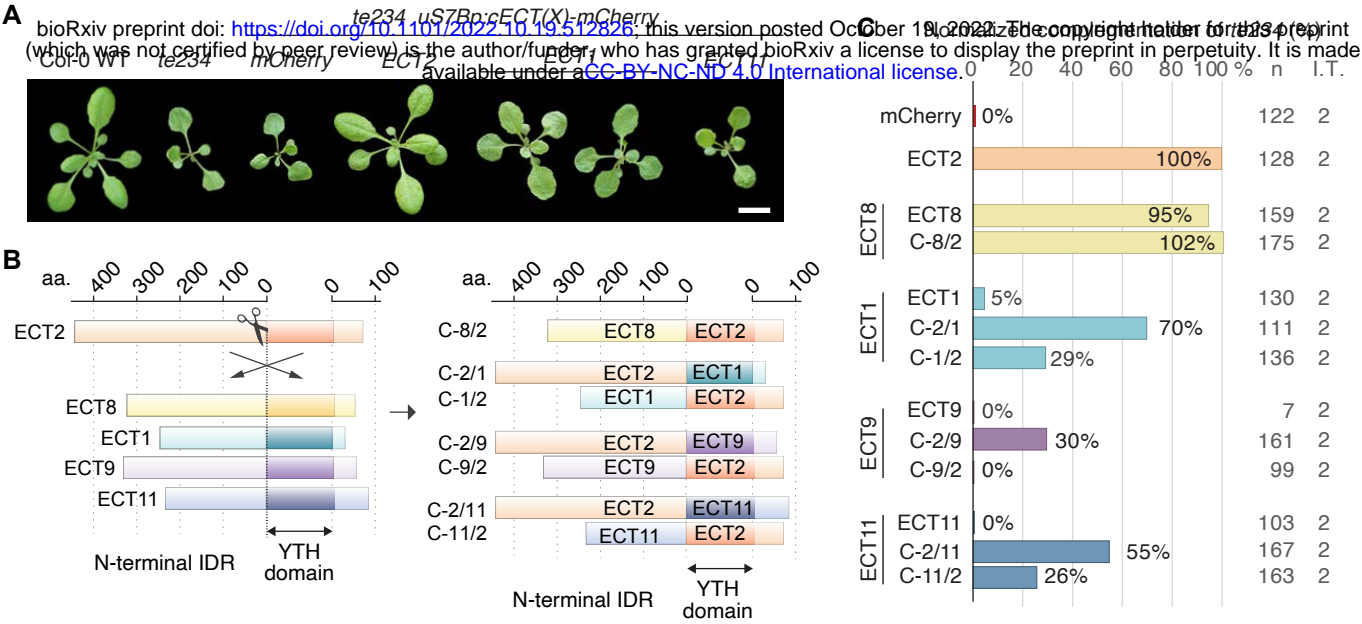 A
te234 uS7Bp:cECT(X)-mCherry
bioRxiv preprint doi: https://doi.org/10.1101/2022.10.19.512826; this version posted October 19, 2022. The copyright holder for this preprint
(which was not certified by peer review) is the author/funder, who has granted bioRxiv a license to display the preprint in perpetuity. It is made
available under aCC-BY-NC-ND 4.0 International license.
Col-0 WT te234 mCherry ECT2 ECT1 ECT11
B
aa. 400 300 200 100 0 0 100
ECT2
ECT8
ECT1
ECT9
ECT11
N-terminal IDR
YTH
domain
aa. 400 300 200 100 0 0 100
C-8/2 ECT8 ECT2
C-2/1 ECT2 ECT1
C-1/2 ECT1 ECT2
C-2/9 ECT2 ECT9
C-9/2 ECT9 ECT2
C-2/11 ECT2 ECT11
C-11/2 ECT11 ECT2
N-terminal IDR
YTH
domain
C
Normalized complementation of te234 (%)
0 20 40 60 80 100 % n I.T.
mCherry 0% 122 2
ECT2 100% 128 2
ECT8
ECT8 95% 159 2
C-8/2 102% 175 2
ECT1
ECT1 5% 130 2
C-2/1 70% 111 2
C-1/2 29% 136 2
ECT9
ECT9 0% 7 2
C-2/9 30% 161 2
C-9/2 0% 99 2
ECT11
ECT11 0% 103 2
C-2/11 55% 167 2
C-11/2 26% 163 2